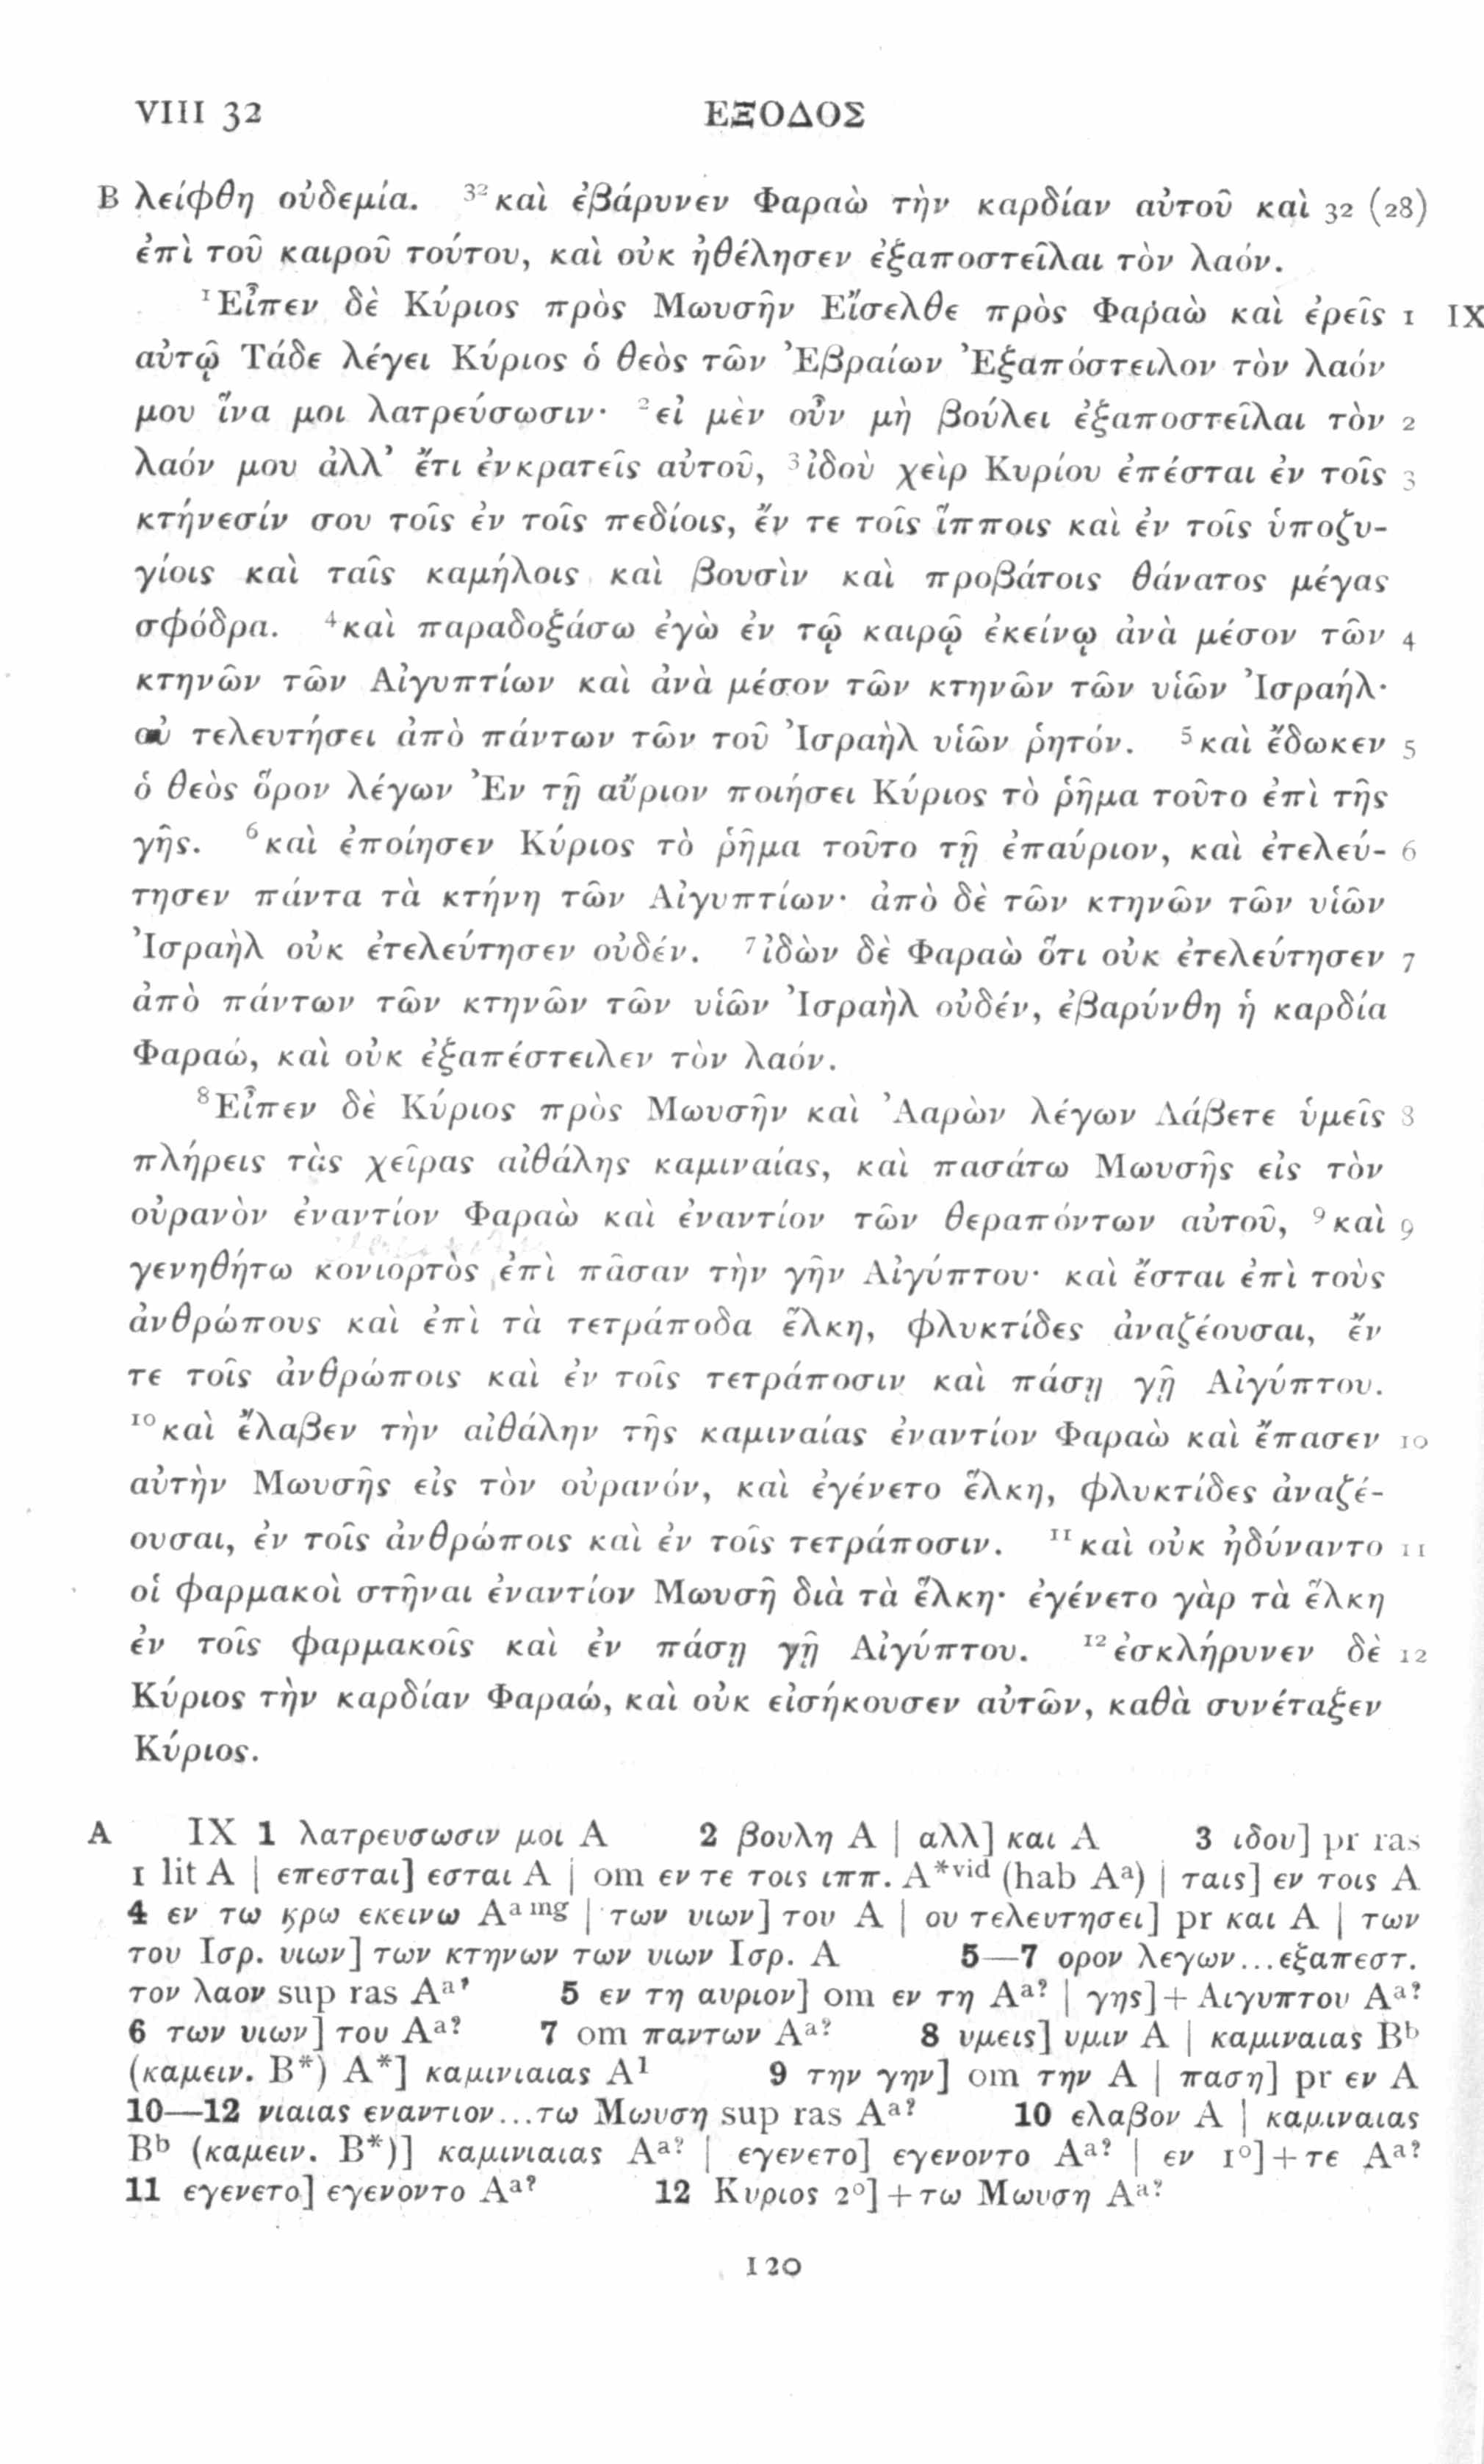 VIII 32 ΕΞΟΔΟΣ
B λείφθη οὐδεμία. ³²καὶ ἐβάρυνεν Φαραὼ τὴν καρδίαν αὐτοῦ καὶ 32 (28)
ἐπὶ τοῦ καιροῦ τούτου, καὶ οὐκ ἠθέλησεν ἐξαποστεῖλαι τὸν λαόν.
¹Εἶπεν δὲ Κύριος πρὸς Μωυσῆν Εἴσελθε πρὸς Φαραὼ καὶ ἐρεῖς 1 IX
αὐτῷ Τάδε λέγει Κύριος ὁ θεὸς τῶν Ἐβραίων Ἐξαπόστειλον τὸν λαόν
μου ἵνα μοι λατρεύσωσιν· ²εἰ μὲν οὖν μὴ βούλει ἐξαποστεῖλαι τὸν 2
λαόν μου ἀλλ’ ἔτι ἐνκρατεῖς αὐτοῦ, ³ἰδοὺ χεὶρ Κυρίου ἐπέσται ἐν τοῖς 3
κτήνεσίν σου τοῖς ἐν τοῖς πεδίοις, ἔν τε τοῖς ἵπποις καὶ ἐν τοῖς ὑποζυ-
γίοις καὶ ταῖς καμήλοις καὶ βουσὶν καὶ προβάτοις θάνατος μέγας
σφόδρα. ⁴καὶ παραδοξάσω ἐγὼ ἐν τῷ καιρῷ ἐκείνῳ ἀνὰ μέσον τῶν 4
κτηνῶν τῶν Αἰγυπτίων καὶ ἀνὰ μέσον τῶν κτηνῶν τῶν υἱῶν Ἰσραήλ·
οὐ τελευτήσει ἀπὸ πάντων τῶν τοῦ Ἰσραὴλ υἱῶν ῥητόν. ⁵καὶ ἔδωκεν 5
ὁ θεὸς ὅρον λέγων Ἐν τῇ αὔριον ποιήσει Κύριος τὸ ῥῆμα τοῦτο ἐπὶ τῆς
γῆς. ⁶καὶ ἐποίησεν Κύριος τὸ ῥῆμα τοῦτο τῇ ἐπαύριον, καὶ ἐτελεύ- 6
τησεν πάντα τὰ κτήνη τῶν Αἰγυπτίων· ἀπὸ δὲ τῶν κτηνῶν τῶν υἱῶν
Ἰσραὴλ οὐκ ἐτελεύτησεν οὐδέν. ⁷ἰδὼν δὲ Φαραὼ ὅτι οὐκ ἐτελεύτησεν 7
ἀπὸ πάντων τῶν κτηνῶν τῶν υἱῶν Ἰσραὴλ οὐδέν, ἐβαρύνθη ἡ καρδία
Φαραώ, καὶ οὐκ ἐξαπέστειλεν τὸν λαόν.
⁸Εἶπεν δὲ Κύριος πρὸς Μωυσῆν καὶ Ἀαρὼν λέγων Λάβετε ὑμεῖς 8
πλήρεις τὰς χεῖρας αἰθάλης καμιναίας, καὶ πασάτω Μωυσῆς εἰς τὸν
οὐρανὸν ἐναντίον Φαραὼ καὶ ἐναντίον τῶν θεραπόντων αὐτοῦ, ⁹καὶ 9
γενηθήτω κονιορτὸς ἐπὶ πᾶσαν τὴν γῆν Αἰγύπτου· καὶ ἔσται ἐπὶ τοὺς
ἀνθρώπους καὶ ἐπὶ τὰ τετράποδα ἕλκη, φλυκτίδες ἀναζέουσαι, ἔν
τε τοῖς ἀνθρώποις καὶ ἐν τοῖς τετράποσιν καὶ πάσῃ γῇ Αἰγύπτου.
¹⁰καὶ ἔλαβεν τὴν αἰθάλην τῆς καμιναίας ἐναντίον Φαραὼ καὶ ἔπασεν 10
αὐτὴν Μωυσῆς εἰς τὸν οὐρανόν, καὶ ἐγένετο ἕλκη, φλυκτίδες ἀναζέ-
ουσαι, ἐν τοῖς ἀνθρώποις καὶ ἐν τοῖς τετράποσιν. ¹¹καὶ οὐκ ἠδύναντο 11
οἱ φαρμακοὶ στῆναι ἐναντίον Μωυσῆ διὰ τὰ ἕλκη· ἐγένετο γὰρ τὰ ἕλκη
ἐν τοῖς φαρμακοῖς καὶ ἐν πάσῃ γῇ Αἰγύπτου. ¹²ἐσκλήρυνεν δὲ 12
Κύριος τὴν καρδίαν Φαραώ, καὶ οὐκ εἰσήκουσεν αὐτῶν, καθὰ συνέταξεν
Κύριος.
A IX 1 λατρευσωσιν μοι A 2 βουλη A | αλλ] και A 3 ιδου] pr ras
1 lit A | επεσται] εσται A | om εν τε τοις ιππ. A*ᵛⁱᵈ (hab Aᵃ) | ταις] εν τοις A
4 εν τω κρω εκεινω Aᵃ ᵐᵍ | των υιων] του A | ου τελευτησει] pr και A | των
του Ισρ. υιων] των κτηνων των υιων Ισρ. A 5—7 ορον λεγων...εξαπεστ.
τον λαον sup ras Aᵃ? 5 εν τη αυριον] om εν τη Aᵃ? | γης]+Αιγυπτου Aᵃ?
6 των υιων] του Aᵃ? 7 om παντων Aᵃ? 8 υμεις] υμιν A | καμιναιας Bᵇ
(καμειν. B*) A*] καμινιαιας A¹ 9 την γην] om την A | παση] pr εν A
10—12 νιαιας εναντιον...τω Μωυση sup ras Aᵃ? 10 ελαβον A | καμιναιας
Bᵇ (καμειν. B*)] καμινιαιας Aᵃ? | εγενετο] εγενοντο Aᵃ? | εν 1º]+τε Aᵃ?
11 εγενετο] εγενοντο Aᵃ? 12 Κυριος 2º]+τω Μωυση Aᵃ?
120